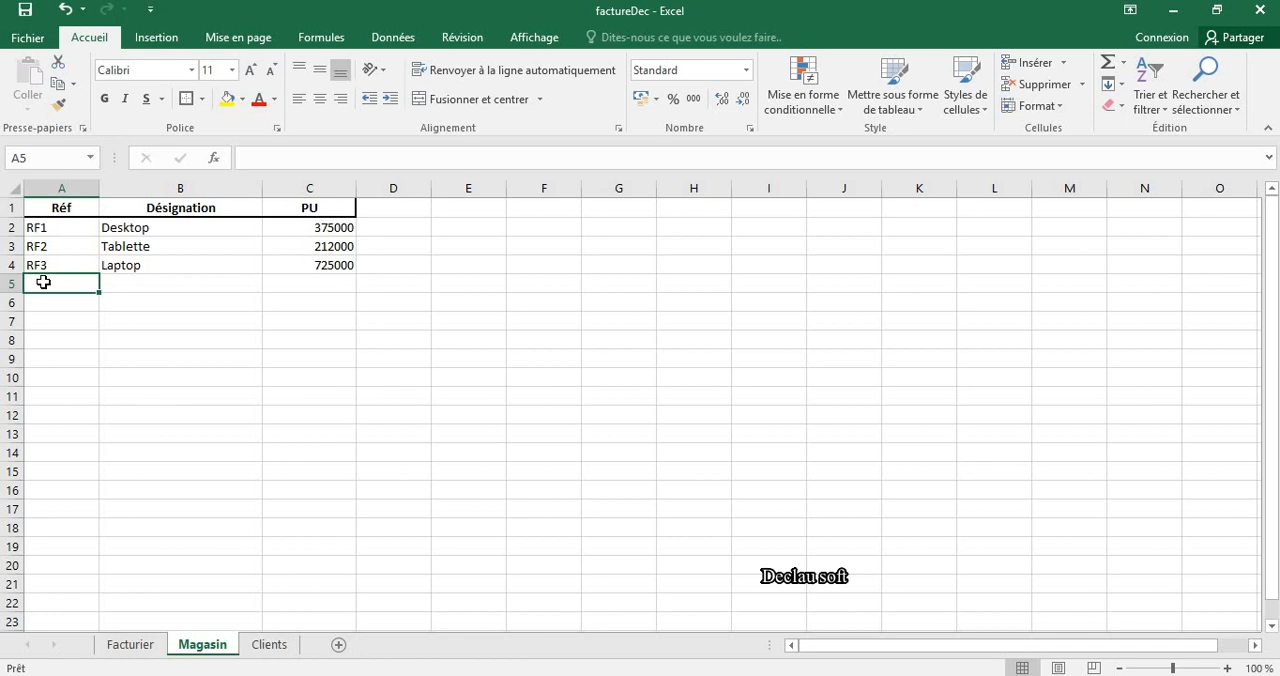 factureDec - Excel
Fichier Accueil Insertion Mise en page Formules Données Révision Affichage Dites-nous ce que vous voulez faire.. Connexion Partager
Coller
Calibri 11
G I S A
Renvoyer à la ligne automatiquement
Fusionner et centrer
Standard
% 000
Mise en forme conditionnelle
Mettre sous forme de tableau
Styles de cellules
Insérer
Supprimer
Format
Trier et filtrer
Rechercher et sélectionner
Presse-papiers Police Alignement Nombre Style Cellules Édition
A5 fx
A B C D E F G H I J K L M N O
1 Réf Désignation PU
2 RF1 Desktop 375000
3 RF2 Tablette 212000
4 RF3 Laptop 725000
5
6
7
8
9
10
11
12
13
14
15
16
17
18
19
20
Declau soft
21
22
23
Facturier Magasin Clients
Prêt 100 %